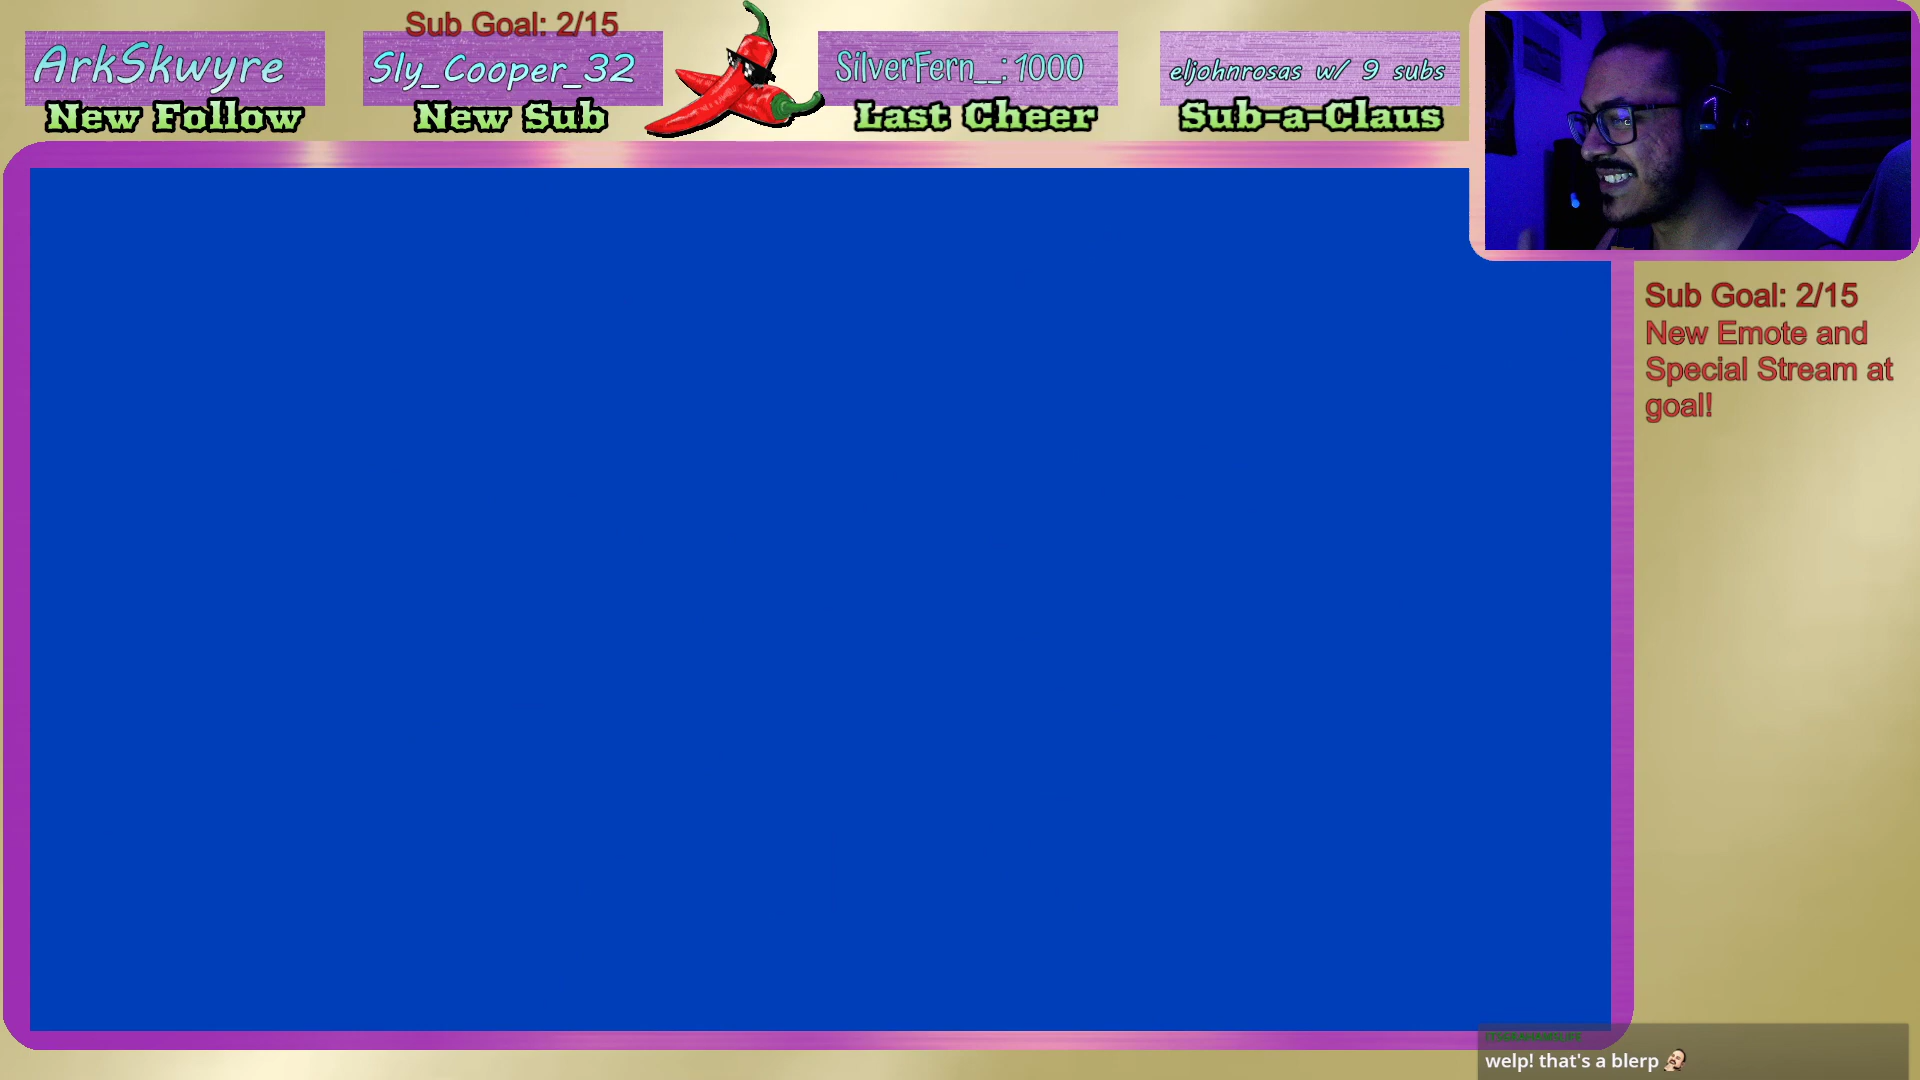 Sub Goal: 2/15
ArkSkwyre
New Follow
Sly_Cooper_32
New Sub
SilverFern__: 1000
Last Cheer
eljohnrosas w/ 9 subs
Sub-a-Claus
Sub Goal: 2/15
New Emote and
Special Stream at
goal!
welp! that's a blerp